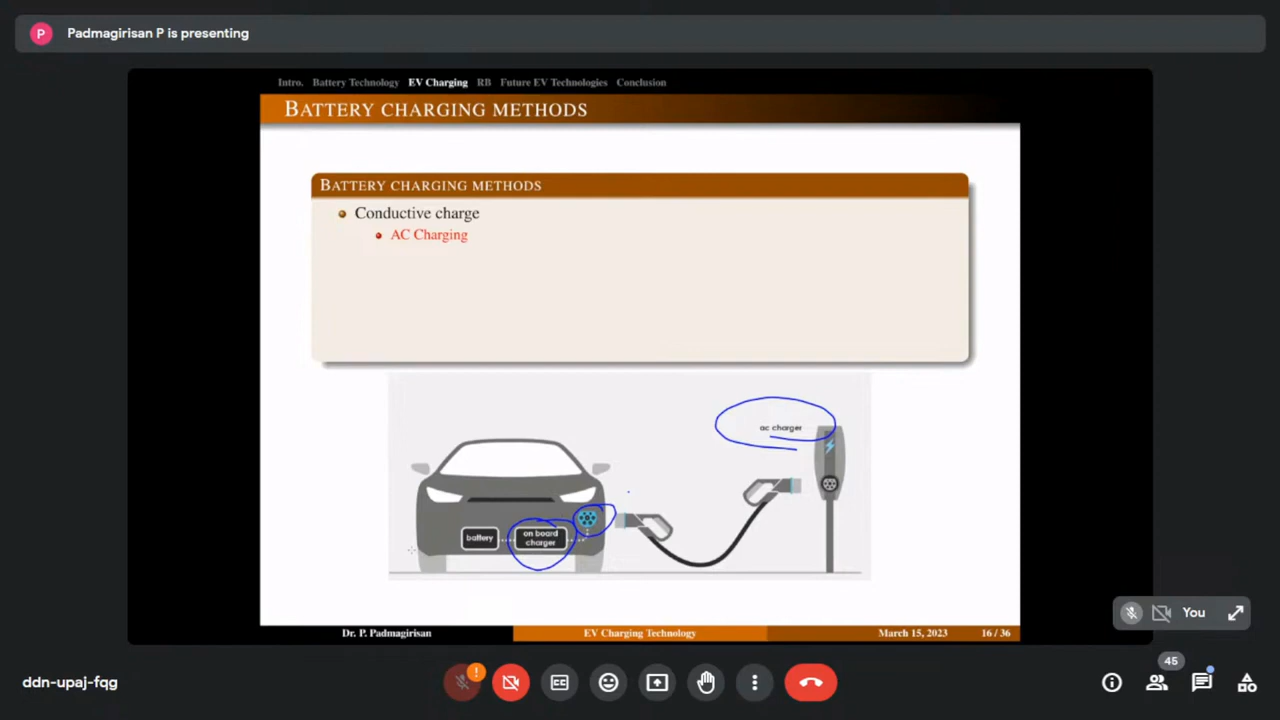 P Padmagirisan P is presenting
Intro. Battery Technology EV Charging RB Future EV Technologies Conclusion
BATTERY CHARGING METHODS
BATTERY CHARGING METHODS
Conductive charge
AC Charging
ac charger
battery
on board
charger
Dr. P. Padmagirisan EV Charging Technology March 15, 2023 16 / 36
You
45
ddn-upaj-fqg